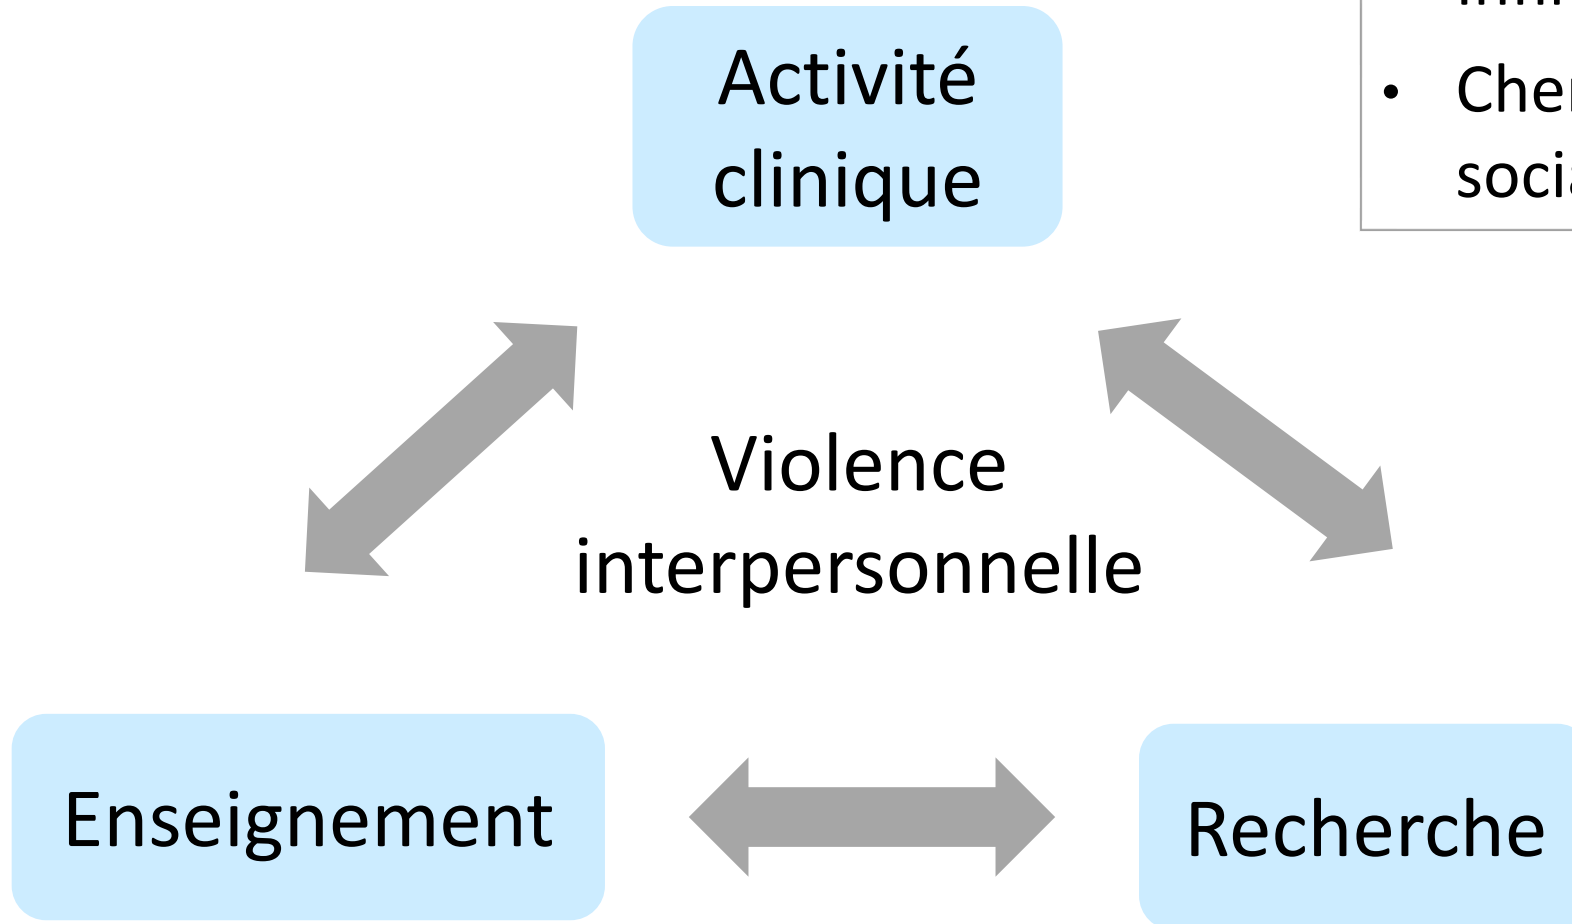 Activité
clinique
•
Violence
interpersonnelle
Enseignement
Recherche